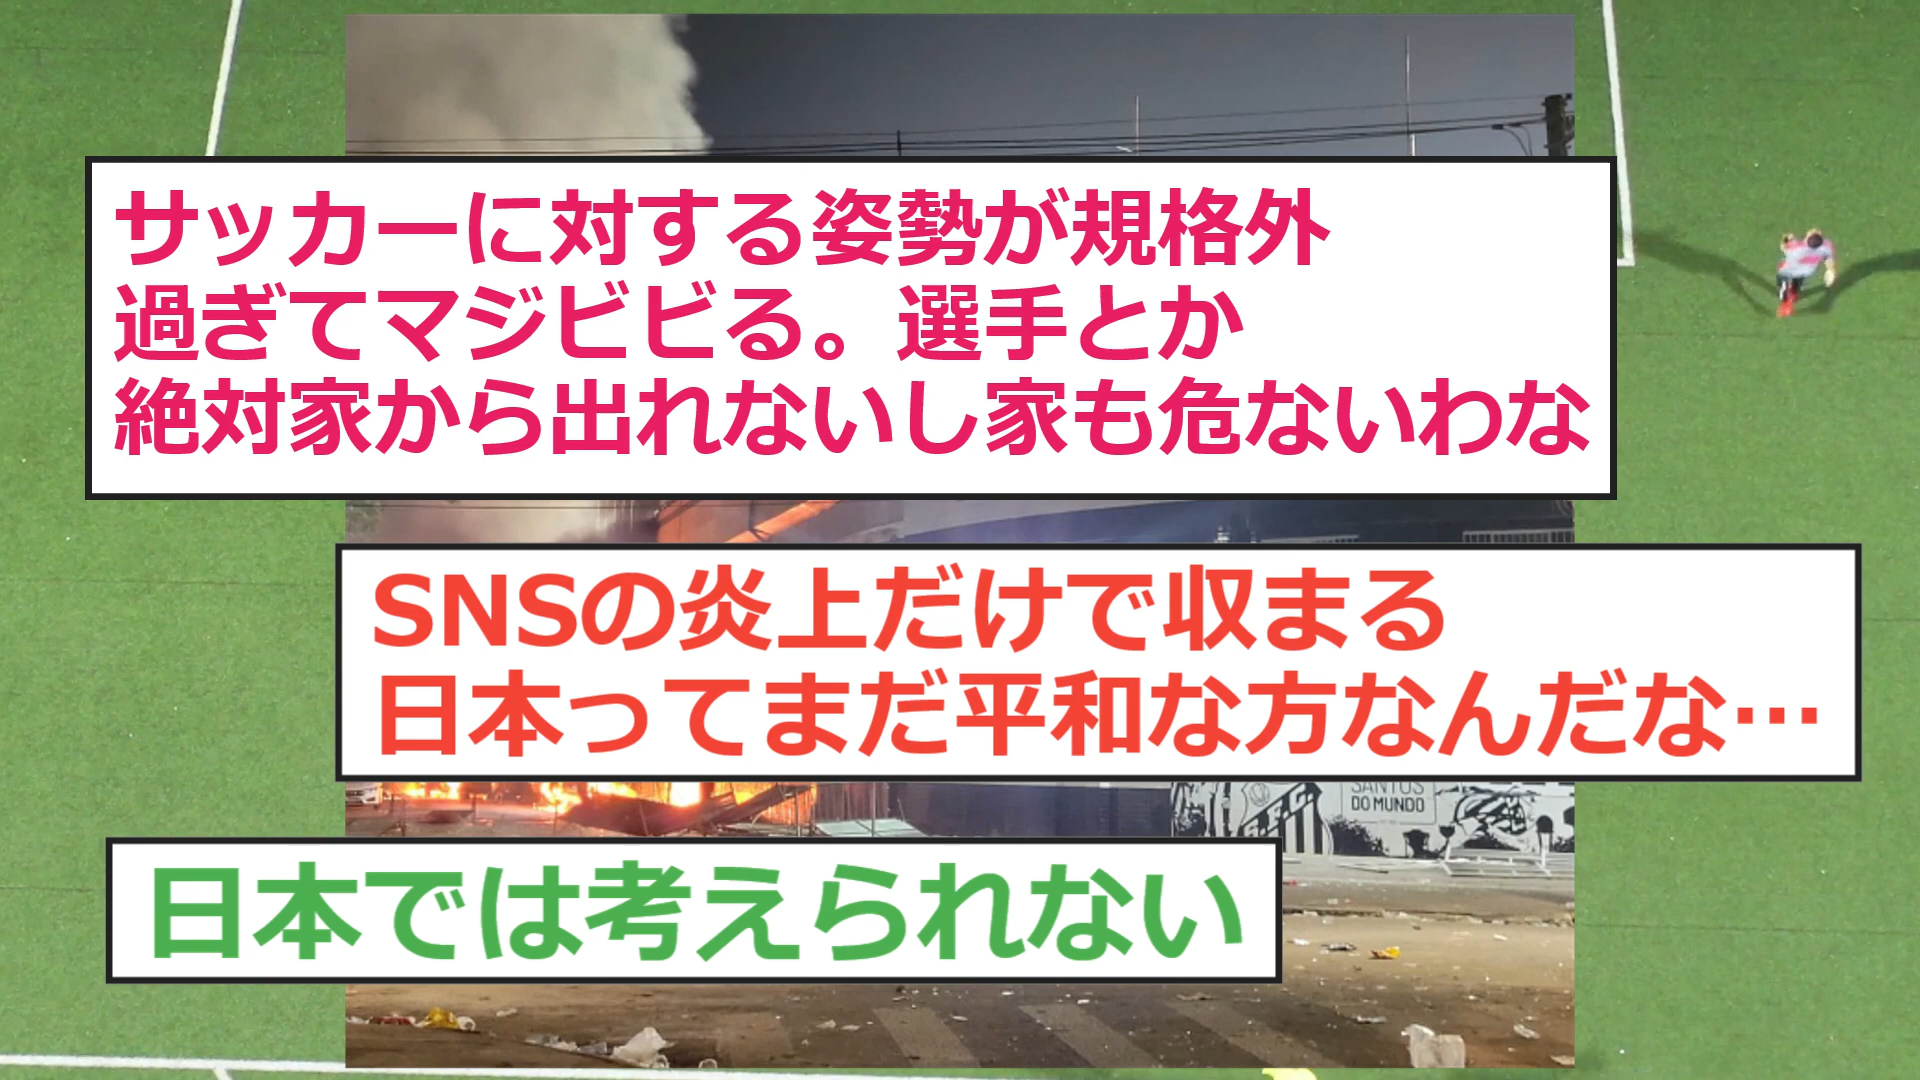 サッカーに対する姿勢が規格外
過ぎてマジビビる。選手とか
絶対家から出れないし家も危ないわな
SNSの炎上だけで収まる
日本ってまだ平和な方なんだな…
SANTOS
DO MUNDO
日本では考えられない